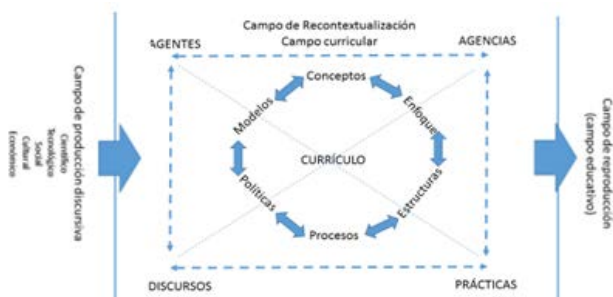 Campo de Recontextualización
Campo curricular
AGENTES
AGENCIAS
Conceptos
Modelos
Enfoques
CURRÍCULO
Políticas
Estructuras
Procesos
DISCURSOS
PRÁCTICAS
Campo de producción discursiva
Científico
Tecnológico
Social
Cultural
Económico
Campo de reproducción
(campo educativo)